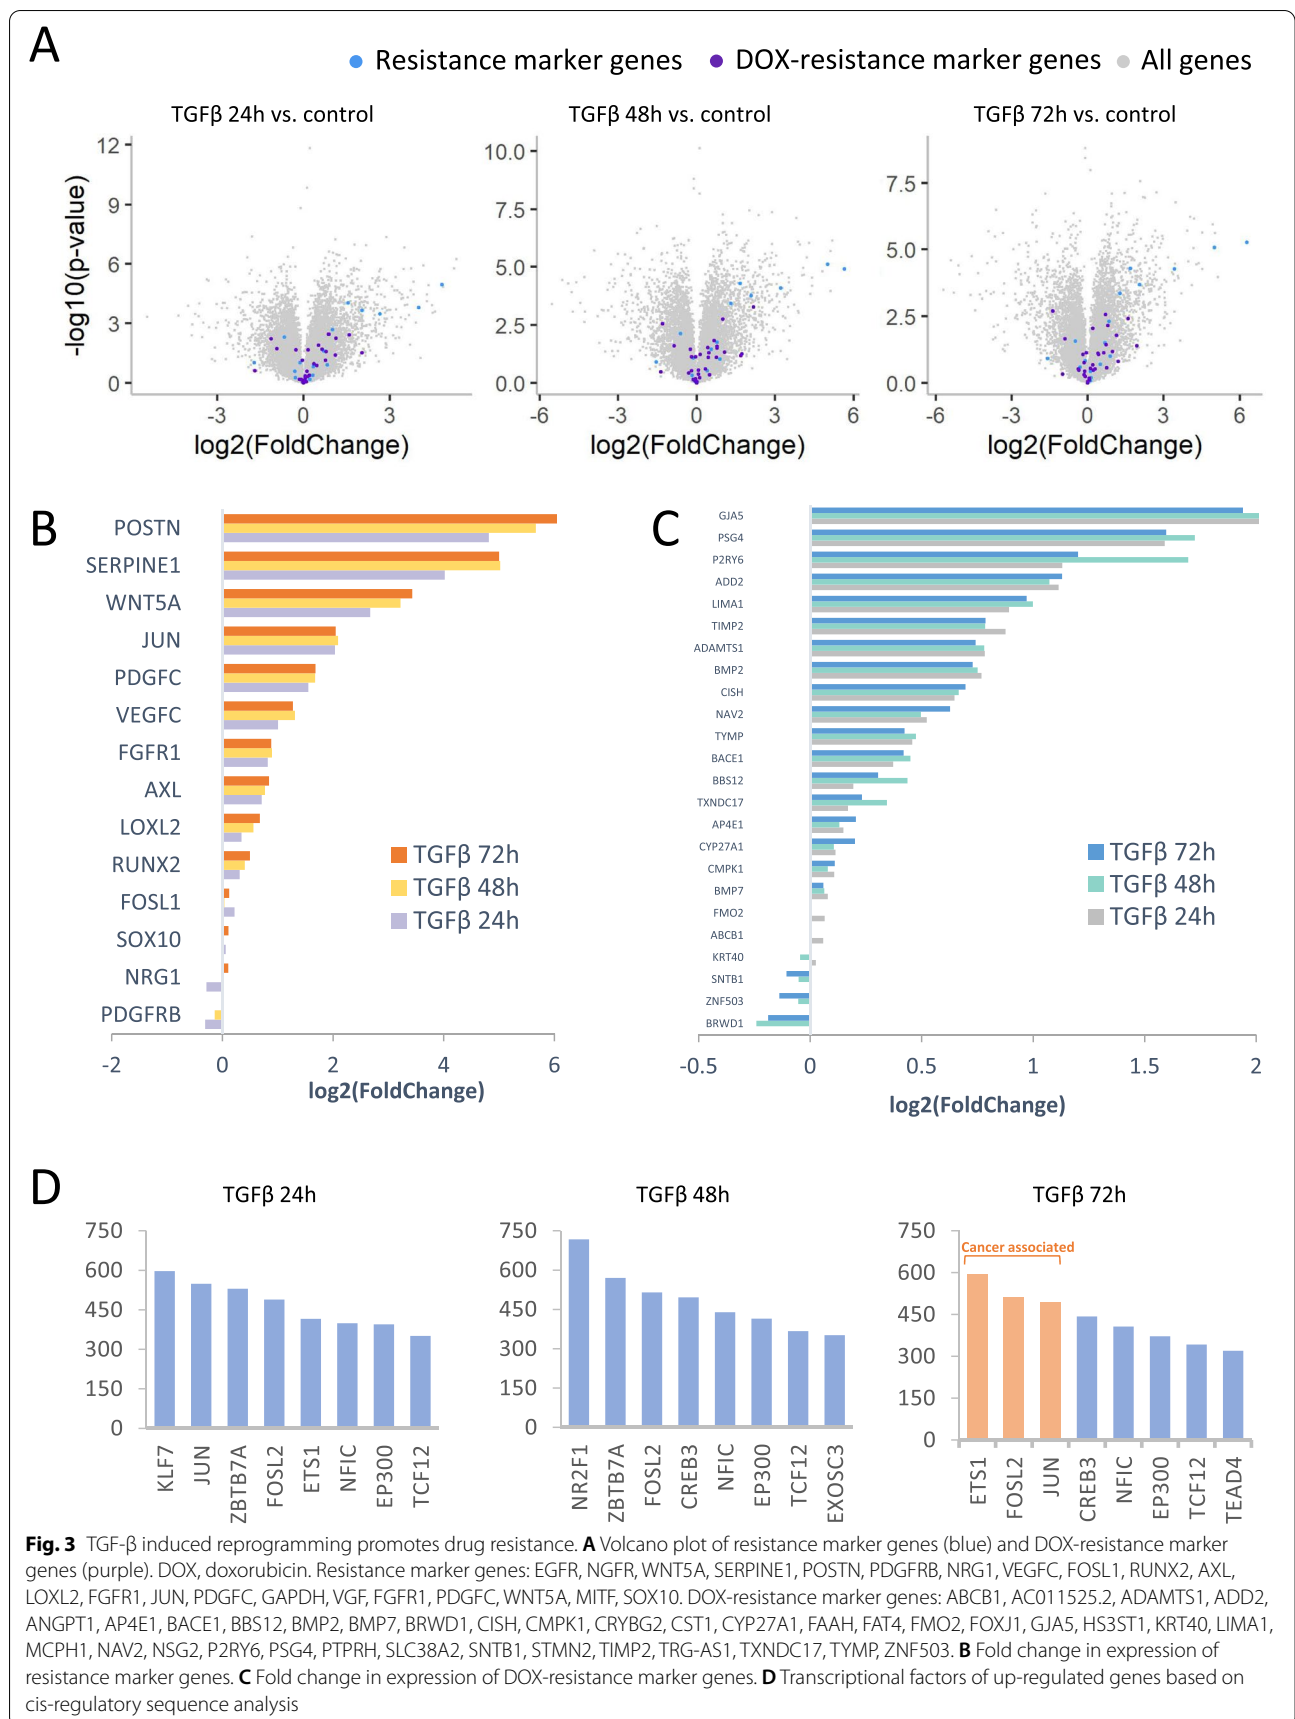 A
Resistance marker genes DOX-resistance marker genes All genes
TGFβ 24h vs. control
12
9
6
3
0
-3 0 3
-log10(p-value)
log2(FoldChange)
TGFβ 48h vs. control
10.0
7.5
5.0
2.5
0.0
-6 -3 0 3 6
log2(FoldChange)
TGFβ 72h vs. control
7.5
5.0
2.5
0.0
-6 -3 0 3 6
log2(FoldChange)
B
POSTN
SERPINE1
WNT5A
JUN
PDGFC
VEGFC
FGFR1
AXL
LOXL2
RUNX2
FOSL1
SOX10
NRG1
PDGFRB
TGFβ 72h
TGFβ 48h
TGFβ 24h
-2 0 2 4 6
log2(FoldChange)
C
GJA5
PSG4
P2RY6
ADD2
LIMA1
TIMP2
ADAMTS1
BMP2
CISH
NAV2
TYMP
BACE1
BBS12
TXNDC17
AP4E1
CYP27A1
CMPK1
BMP7
FMO2
ABCB1
KRT40
SNTB1
ZNF503
BRWD1
TGFβ 72h
TGFβ 48h
TGFβ 24h
-0.5 0 0.5 1 1.5 2
log2(FoldChange)
D
TGFβ 24h
750
600
450
300
150
0
KLF7 JUN ZBTB7A FOSL2 ETS1 NFIC EP300 TCF12
TGFβ 48h
750
600
450
300
150
0
NR2F1 ZBTB7A FOSL2 CREB3 NFIC EP300 TCF12 EXOSC3
TGFβ 72h
750
600
450
300
150
0
Cancer associated
ETS1 FOSL2 JUN CREB3 NFIC EP300 TCF12 TEAD4
Fig. 3 TGF-β induced reprogramming promotes drug resistance. A Volcano plot of resistance marker genes (blue) and DOX-resistance marker
genes (purple). DOX, doxorubicin. Resistance marker genes: EGFR, NGFR, WNT5A, SERPINE1, POSTN, PDGFRB, NRG1, VEGFC, FOSL1, RUNX2, AXL,
LOXL2, FGFR1, JUN, PDGFC, GAPDH, VGF, FGFR1, PDGFC, WNT5A, MITF, SOX10. DOX-resistance marker genes: ABCB1, AC011525.2, ADAMTS1, ADD2,
ANGPT1, AP4E1, BACE1, BBS12, BMP2, BMP7, BRWD1, CISH, CMPK1, CRYBG2, CST1, CYP27A1, FAAH, FAT4, FMO2, FOXJ1, GJA5, HS3ST1, KRT40, LIMA1,
MCPH1, NAV2, NSG2, P2RY6, PSG4, PTPRH, SLC38A2, SNTB1, STMN2, TIMP2, TRG-AS1, TXNDC17, TYMP, ZNF503. B Fold change in expression of
resistance marker genes. C Fold change in expression of DOX-resistance marker genes. D Transcriptional factors of up-regulated genes based on
cis-regulatory sequence analysis